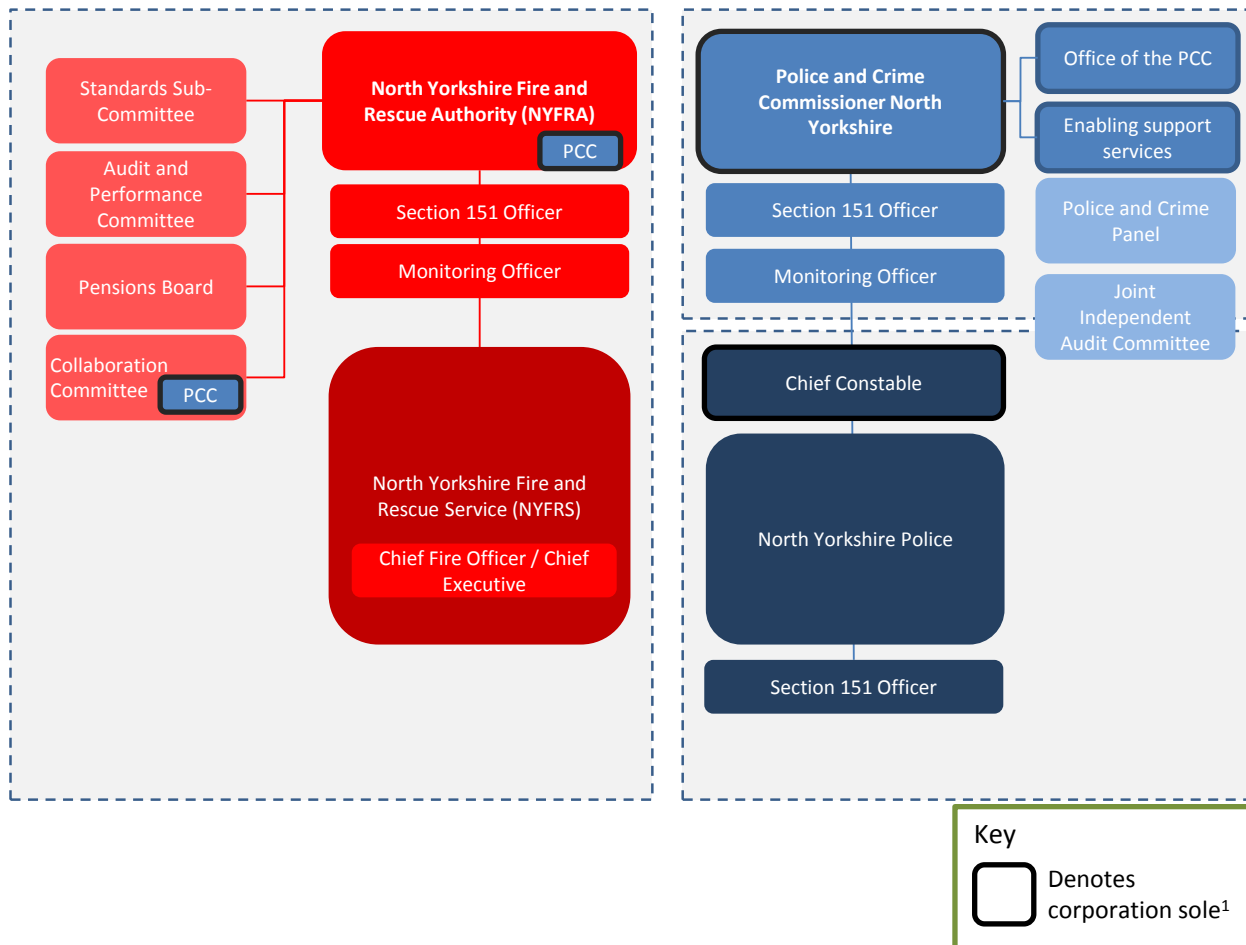 Standards Sub-
Committee
Audit and
Performance
Committee
Pensions Board
Collaboration
Committee
PCC
North Yorkshire Fire and
Rescue Authority (NYFRA)
PCC
Section 151 Officer
Monitoring Officer
North Yorkshire Fire and
Rescue Service (NYFRS)
Chief Fire Officer / Chief
Executive
Police and Crime
Commissioner North
Yorkshire
Office of the PCC
Enabling support
services
Section 151 Officer
Monitoring Officer
Police and Crime
Panel
Joint
Independent
Audit Committee
Chief Constable
North Yorkshire Police
Section 151 Officer
Key
Denotes
corporation sole¹